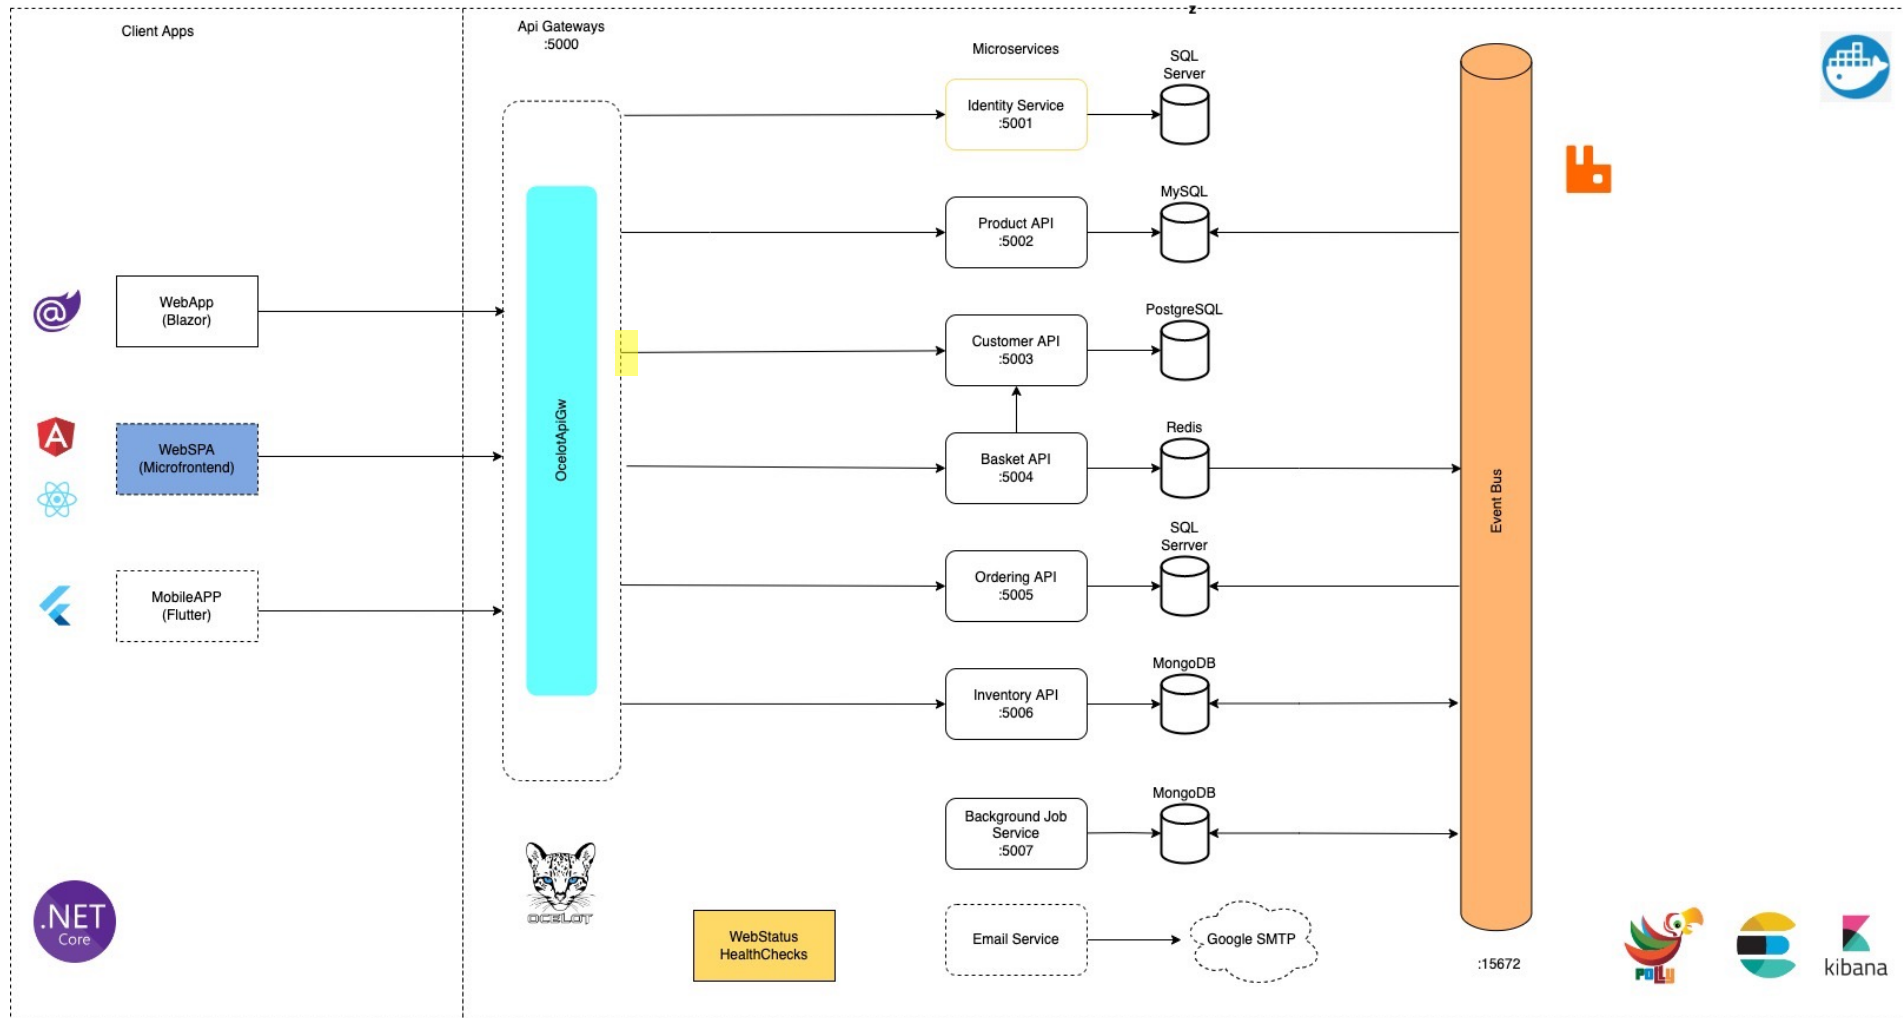 z
Client Apps
Api Gateways
:5000
Microservices
SQL
Server
Identity Service
:5001
MySQL
Product API
:5002
WebApp
(Blazor)
PostgreSQL
Customer API
:5003
OcelotApiGw
WebSPA
(Microfrontend)
Redis
Basket API
:5004
Event Bus
SQL
Serrver
Ordering API
:5005
MobileAPP
(Flutter)
MongoDB
Inventory API
:5006
MongoDB
Background Job
Service
:5007
OCELOT
.NET
Core
WebStatus
HealthChecks
Email Service
Google SMTP
:15672
POLLY
kibana